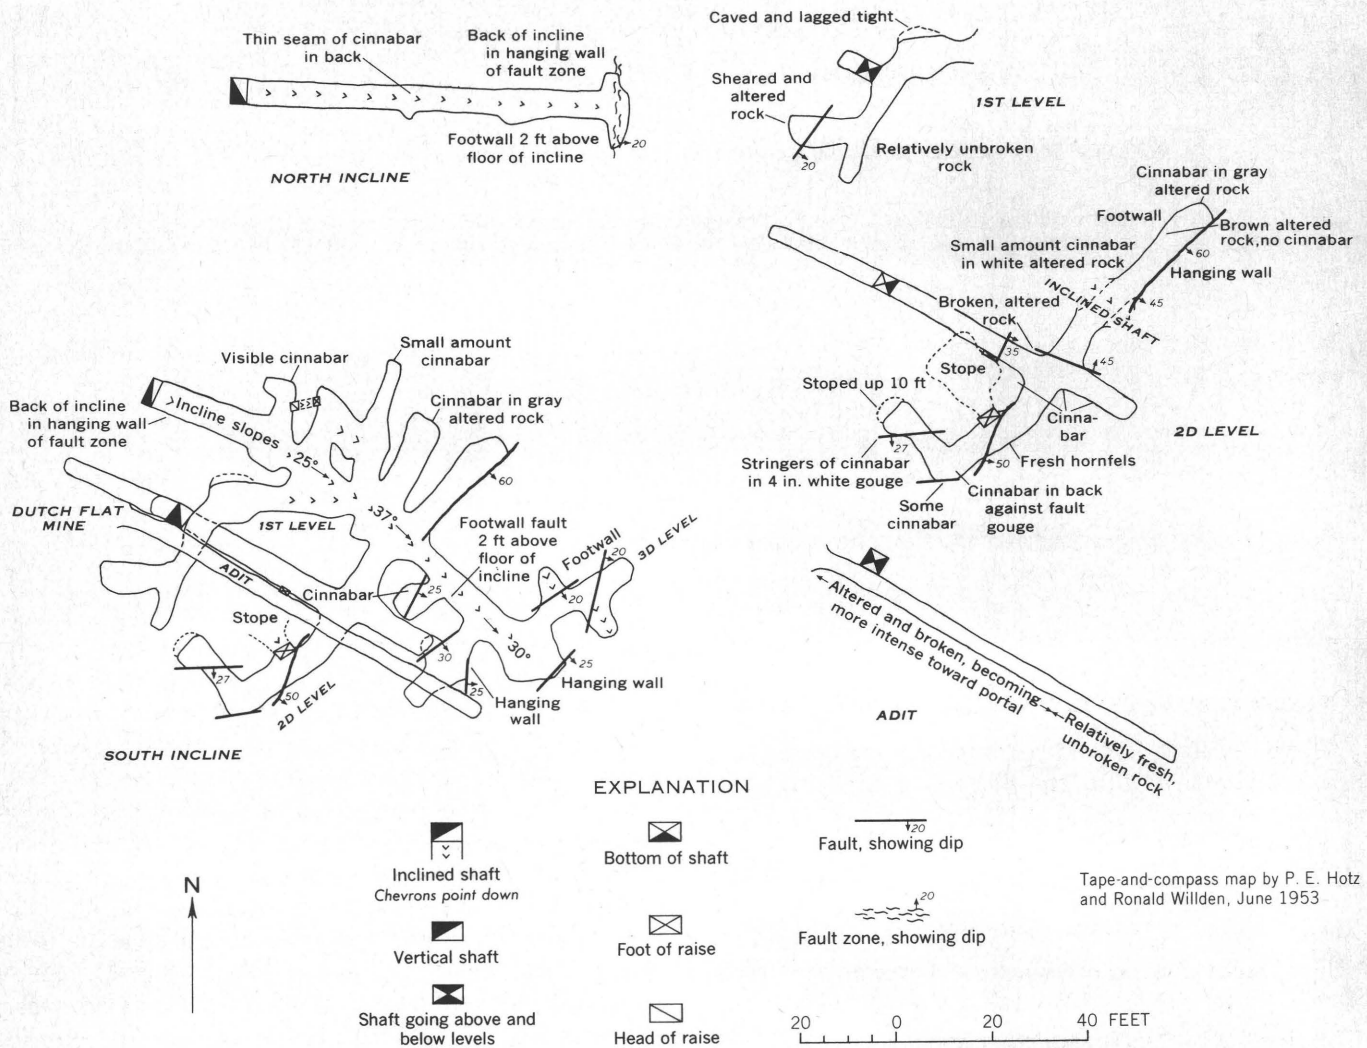 Thin seam of cinnabar
in back
Back of incline
in hanging wall
of fault zone
Footwall 2 ft above
floor of incline
20
NORTH INCLINE
Caved and lagged tight
Sheared and
altered
rock
20
1ST LEVEL
Relatively unbroken
rock
Cinnabar in gray
altered rock
Footwall
Brown altered
rock, no cinnabar
60
Hanging wall
Small amount cinnabar
in white altered rock
INCLINED SHAFT
45
Broken, altered
rock
35
45
Stope
Stoped up 10 ft
Cinna-
bar
2D LEVEL
27
50
Fresh hornfels
Stringers of cinnabar
in 4 in. white gouge
Some
cinnabar
Cinnabar in back
against fault
gouge
Visible cinnabar
Small amount
cinnabar
Back of incline
in hanging wall
of fault zone
Incline slopes
25°
Cinnabar in gray
altered rock
60
37°
DUTCH FLAT
MINE
1ST LEVEL
Footwall fault
2 ft above
floor of
incline
ADIT
Cinnabar
25
Footwall
20
20
3D LEVEL
Stope
30
30°
25
Hanging wall
25
Hanging
wall
27
50
2D LEVEL
SOUTH INCLINE
Altered and broken, becoming
more intense toward portal
Relatively fresh,
unbroken rock
ADIT
EXPLANATION
Inclined shaft
Chevrons point down
Vertical shaft
Shaft going above and
below levels
Bottom of shaft
Foot of raise
Head of raise
20
Fault, showing dip
20
Fault zone, showing dip
Tape-and-compass map by P. E. Hotz
and Ronald Willden, June 1953
N
20 0 20 40 FEET